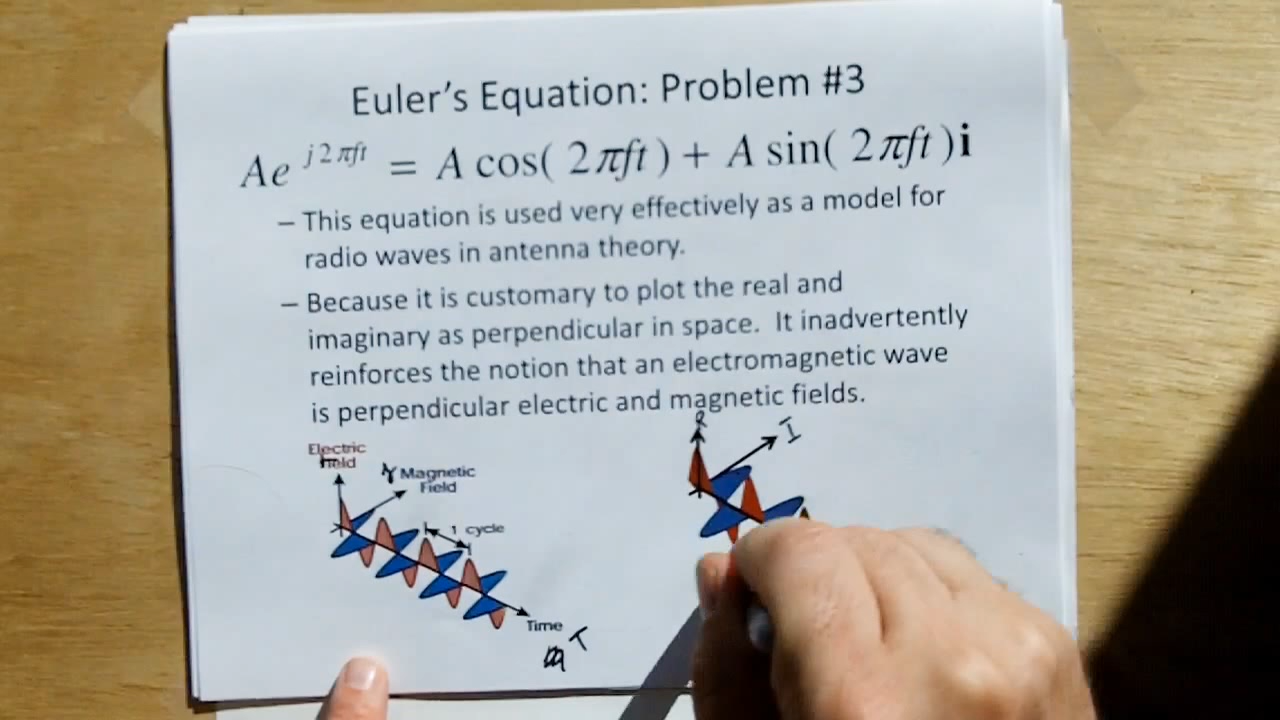 Euler's Equation: Problem #3
Ae^{j2πft} = A cos( 2πft ) + A sin( 2πft )i
– This equation is used very effectively as a model for
radio waves in antenna theory.
– Because it is customary to plot the real and
imaginary as perpendicular in space. It inadvertently
reinforces the notion that an electromagnetic wave
is perpendicular electric and magnetic fields.
Electric
field
Magnetic
Field
1 cycle
Time
T
R
I